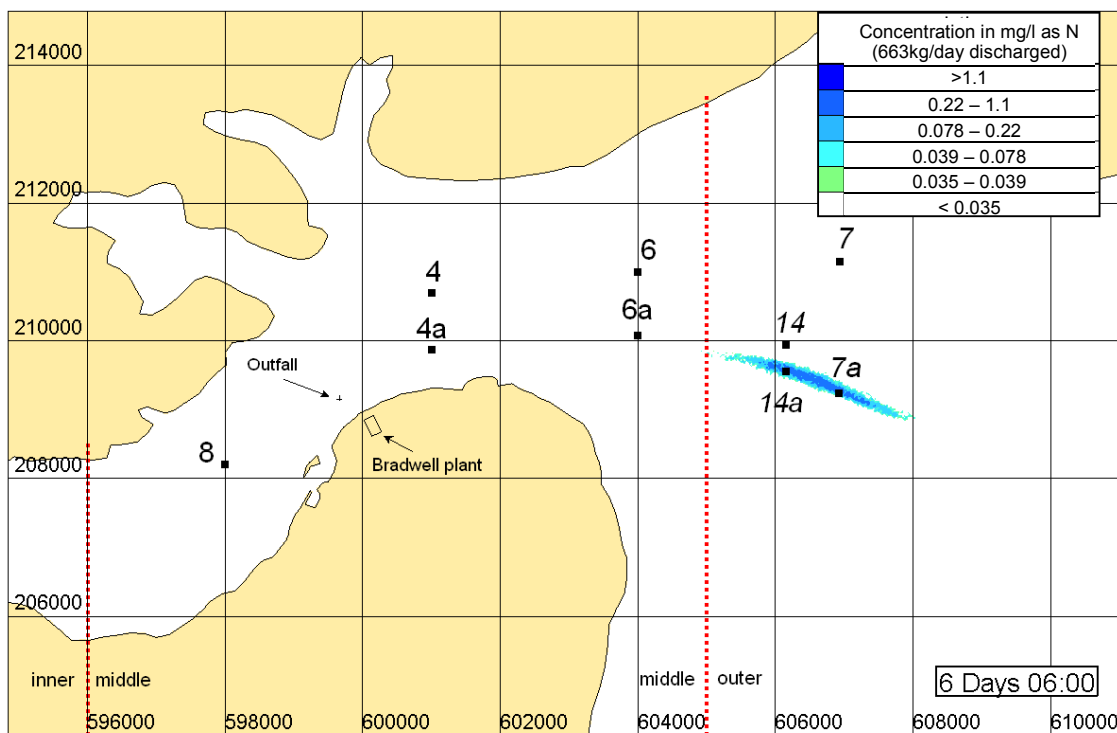 Concentration in mg/l as N
(663kg/day discharged)
>1.1
0.22 – 1.1
0.078 – 0.22
0.039 – 0.078
0.035 – 0.039
< 0.035
214000
212000
210000
208000
206000
4
4a
6
6a
7
14
7a
14a
8
Outfall
Bradwell plant
inner
middle
middle
outer
6 Days 06:00
596000
598000
600000
602000
604000
606000
608000
610000